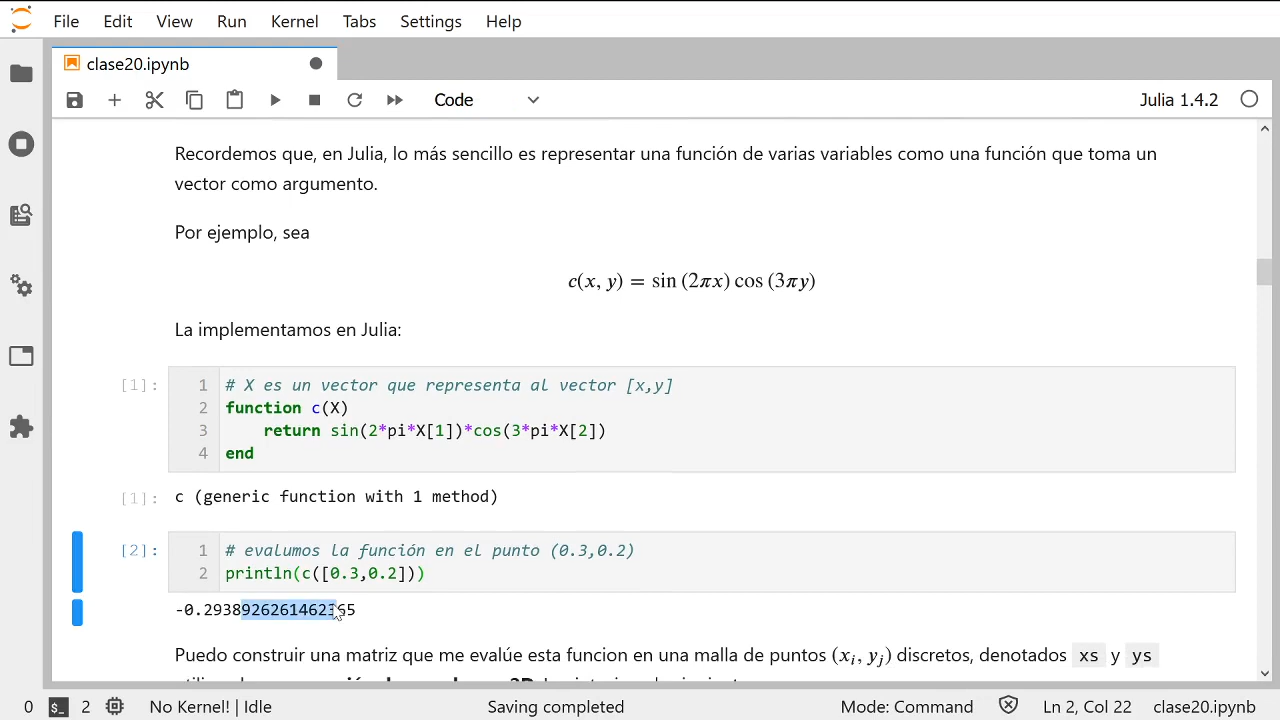 File Edit View Run Kernel Tabs Settings Help
clase20.ipynb
Code Julia 1.4.2
Recordemos que, en Julia, lo más sencillo es representar una función de varias variables como una función que toma un
vector como argumento.
Por ejemplo, sea
c(x, y) = sin (2πx) cos (3πy)
La implementamos en Julia:
[1]: 1 # X es un vector que representa al vector [x,y]
2 function c(X)
3 return sin(2*pi*X[1])*cos(3*pi*X[2])
4 end
[1]: c (generic function with 1 method)
[2]: 1 # evalumos la función en el punto (0.3,0.2)
2 println(c([0.3,0.2]))
-0.2938926261462365
Puedo construir una matriz que me evalúe esta funcion en una malla de puntos (xᵢ, yⱼ) discretos, denotados xs y ys
0 $_ 2 No Kernel! | Idle Saving completed Mode: Command Ln 2, Col 22 clase20.ipynb